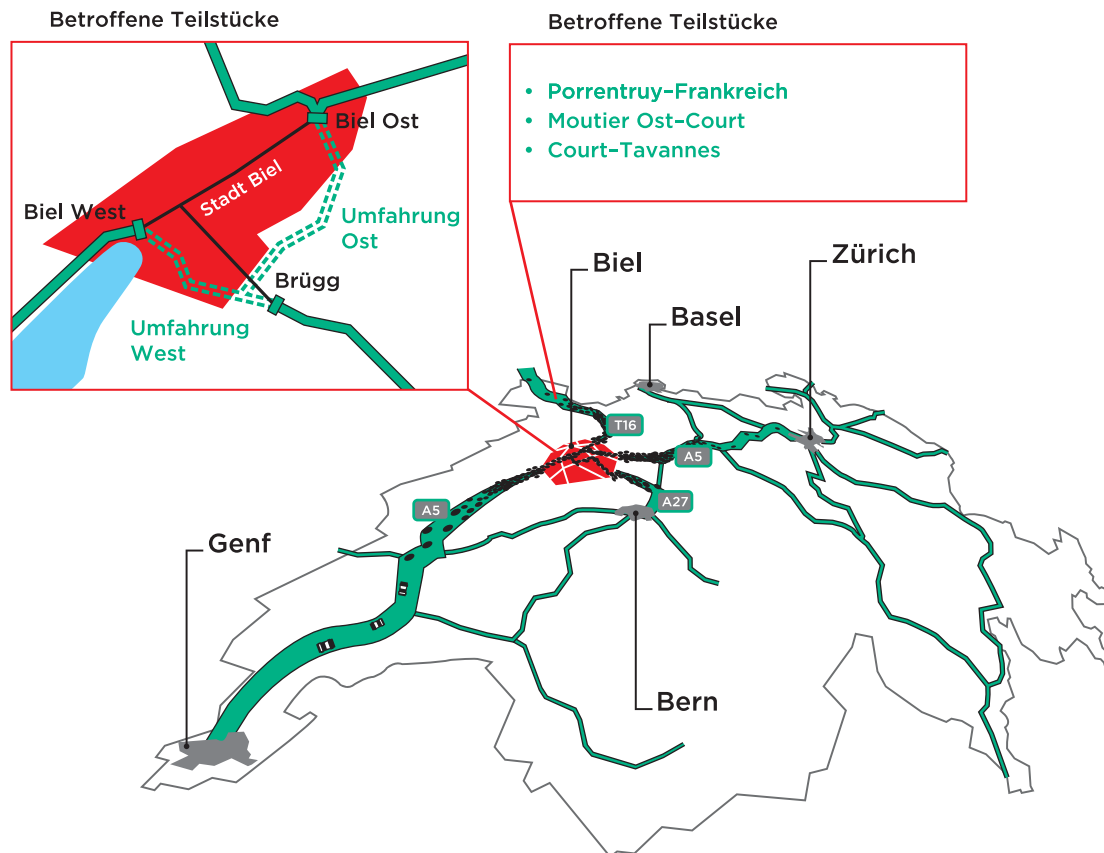 Betroffene Teilstücke
Biel Ost
Stadt Biel
Biel West
Umfahrung
Ost
Brügg
Umfahrung
West
Betroffene Teilstücke
• Porrentruy–Frankreich
• Moutier Ost–Court
• Court–Tavannes
Biel
Zürich
Basel
T16
A5
A27
A5
Genf
Bern